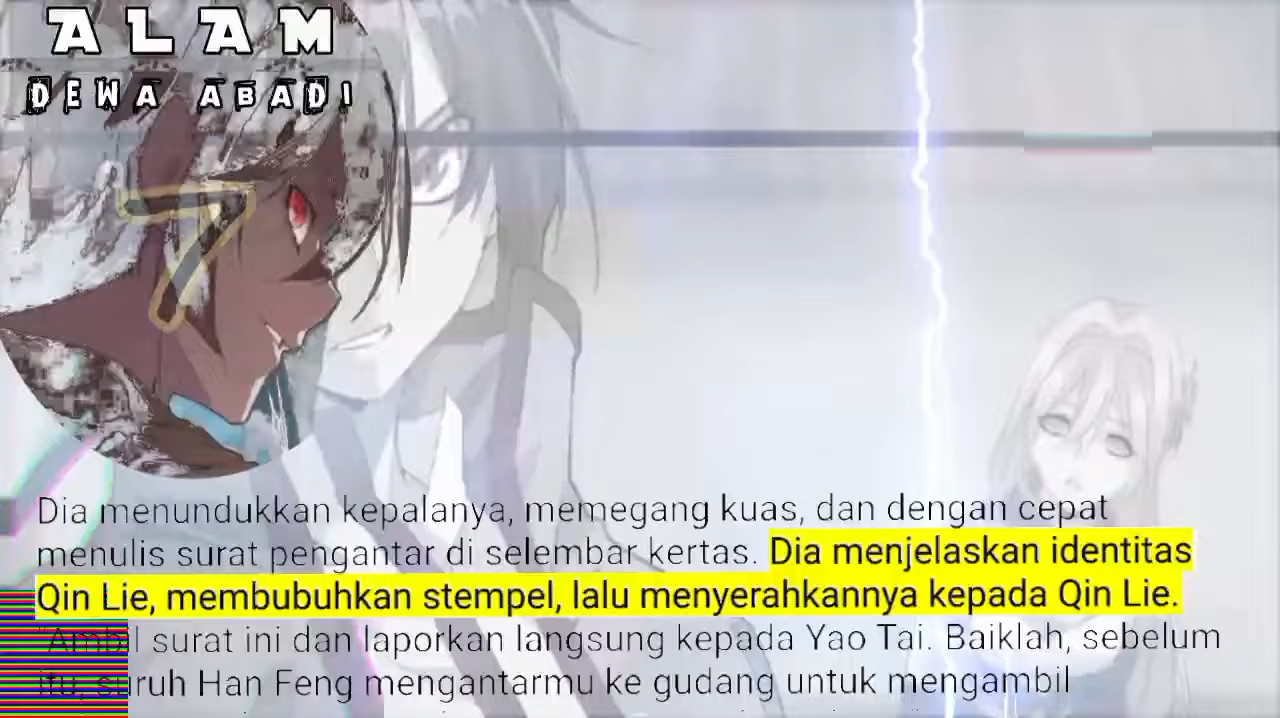 ALAM
DEWA ABADI
7
Dia menundukkan kepalanya, memegang kuas, dan dengan cepat
menulis surat pengantar di selembar kertas. Dia menjelaskan identitas
Qin Lie, membubuhkan stempel, lalu menyerahkannya kepada Qin Lie.
"Ambil surat ini dan laporkan langsung kepada Yao Tai. Baiklah, sebelum
itu, suruh Han Feng mengantarmu ke gudang untuk mengambil